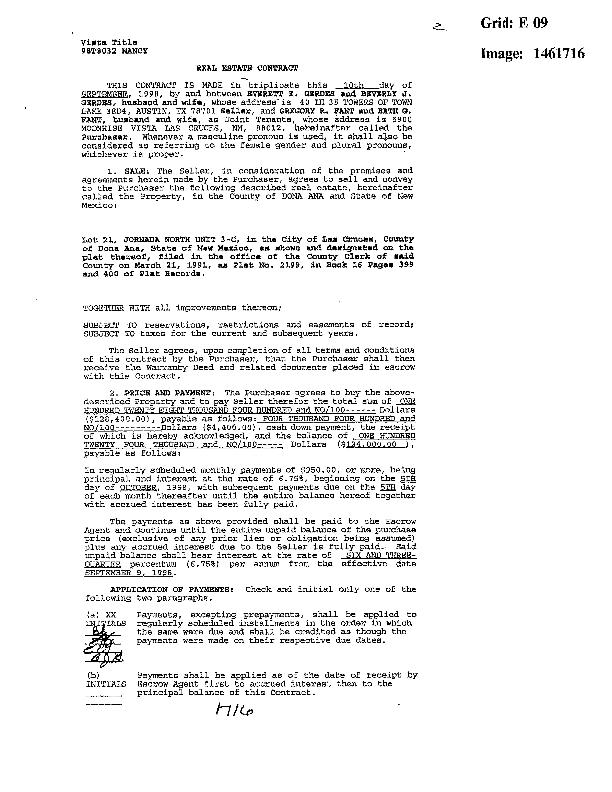 Grid: E 09
Image: 1461716
Vista Title
98T8032 NANCY
REAL ESTATE CONTRACT
THIS CONTRACT IS MADE in triplicate this 10th day of
SEPTEMBER, 1998, by and between EVERETT E. GERDES and BEVERLY J.
GERDES, husband and wife, whose address is 40 IH 35 TOWERS OF TOWN
LAKE 3BD4, AUSTIN, TX 78701 Seller, and GREGORY R. FANT and BETH G.
FANT, husband and wife, as Joint Tenants, whose address is 8900
MOONRISE VISTA LAS CRUCES, NM, 88012, hereinafter called the
Purchaser. Whenever a masculine pronoun is used, it shall also be
considered as referring to the female gender and plural pronouns,
whichever is proper.
1. SALE: The Seller, in consideration of the promises and
agreements herein made by the Purchaser, agrees to sell and convey
to the Purchaser the following described real estate, hereinafter
called the Property, in the County of DONA ANA and State of New
Mexico:
Lot 21, JORNADA NORTH UNIT 3-C, in the City of Las Cruces, County
of Dona Ana, State of New Mexico, as shown and designated on the
plat thereof, filed in the office of the County Clerk of said
County on March 21, 1991, as Plat No. 2199, in Book 16 Pages 399
and 400 of Plat Records.
TOGETHER WITH all improvements thereon;
SUBJECT TO reservations, restrictions and easements of record;
SUBJECT TO taxes for the current and subsequent years.
The Seller agrees, upon completion of all terms and conditions
of this contract by the Purchaser, that the Purchaser shall then
receive the Warranty Deed and related documents placed in escrow
with this Contract.
2. PRICE AND PAYMENT: The Purchaser agrees to buy the above-
described Property and to pay Seller therefor the total sum of ONE
HUNDRED TWENTY EIGHT THOUSAND FOUR HUNDRED and NO/100------ Dollars
($128,400.00), payable as follows: FOUR THOUSAND FOUR HUNDRED and
NO/100---------Dollars ($4,400.00), cash down payment, the receipt
of which is hereby acknowledged, and the balance of ONE HUNDRED
TWENTY FOUR THOUSAND and NO/100----- Dollars ($124,000.00 ),
payable as follows:
In regularly scheduled monthly payments of $950.00, or more, being
principal and interest at the rate of 6.75%, beginning on the 5TH
day of OCTOBER, 1998, with subsequent payments due on the 5TH day
of each month thereafter until the entire balance hereof together
with accrued interest has been fully paid.
The payments as above provided shall be paid to the Escrow
Agent and continue until the entire unpaid balance of the purchase
price (exclusive of any prior lien or obligation being assumed)
plus any accrued interest due to the Seller is fully paid. Said
unpaid balance shall bear interest at the rate of SIX AND THREE-
QUARTER percentum (6.75%) per annum from the effective date
SEPTEMBER 9, 1998.
APPLICATION OF PAYMENTS: Check and initial only one of the
following two paragraphs.
(a) XX Payments, excepting prepayments, shall be applied to
INITIALS regularly scheduled installments in the order in which
the same were due and shall be credited as though the
payments were made on their respective due dates.
(b) Payments shall be applied as of the date of receipt by
INITIALS Escrow Agent first to accrued interest, then to the
principal balance of this Contract.